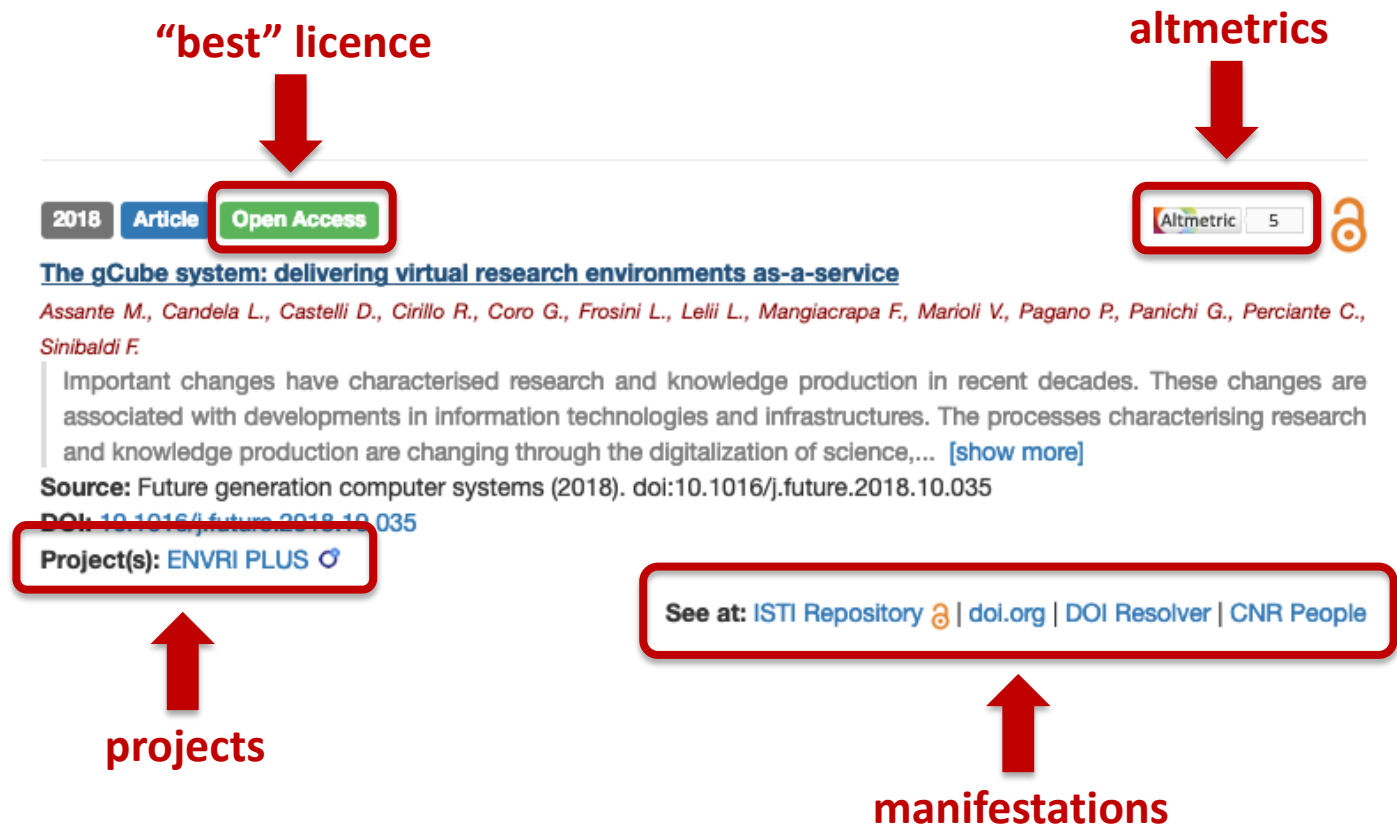 “best” licence
altmetrics
2018 Article Open Access
Altmetric 5
The gCube system: delivering virtual research environments as-a-service
Assante M., Candela L., Castelli D., Cirillo R., Coro G., Frosini L., Lelii L., Mangiacrapa F., Marioli V., Pagano P., Panichi G., Perciante C.,
Sinibaldi F.
Important changes have characterised research and knowledge production in recent decades. These changes are
associated with developments in information technologies and infrastructures. The processes characterising research
and knowledge production are changing through the digitalization of science,... [show more]
Source: Future generation computer systems (2018). doi:10.1016/j.future.2018.10.035
DOI: 10.1016/j.future.2018.10.035
Project(s): ENVRI PLUS
See at: ISTI Repository | doi.org | DOI Resolver | CNR People
projects
manifestations